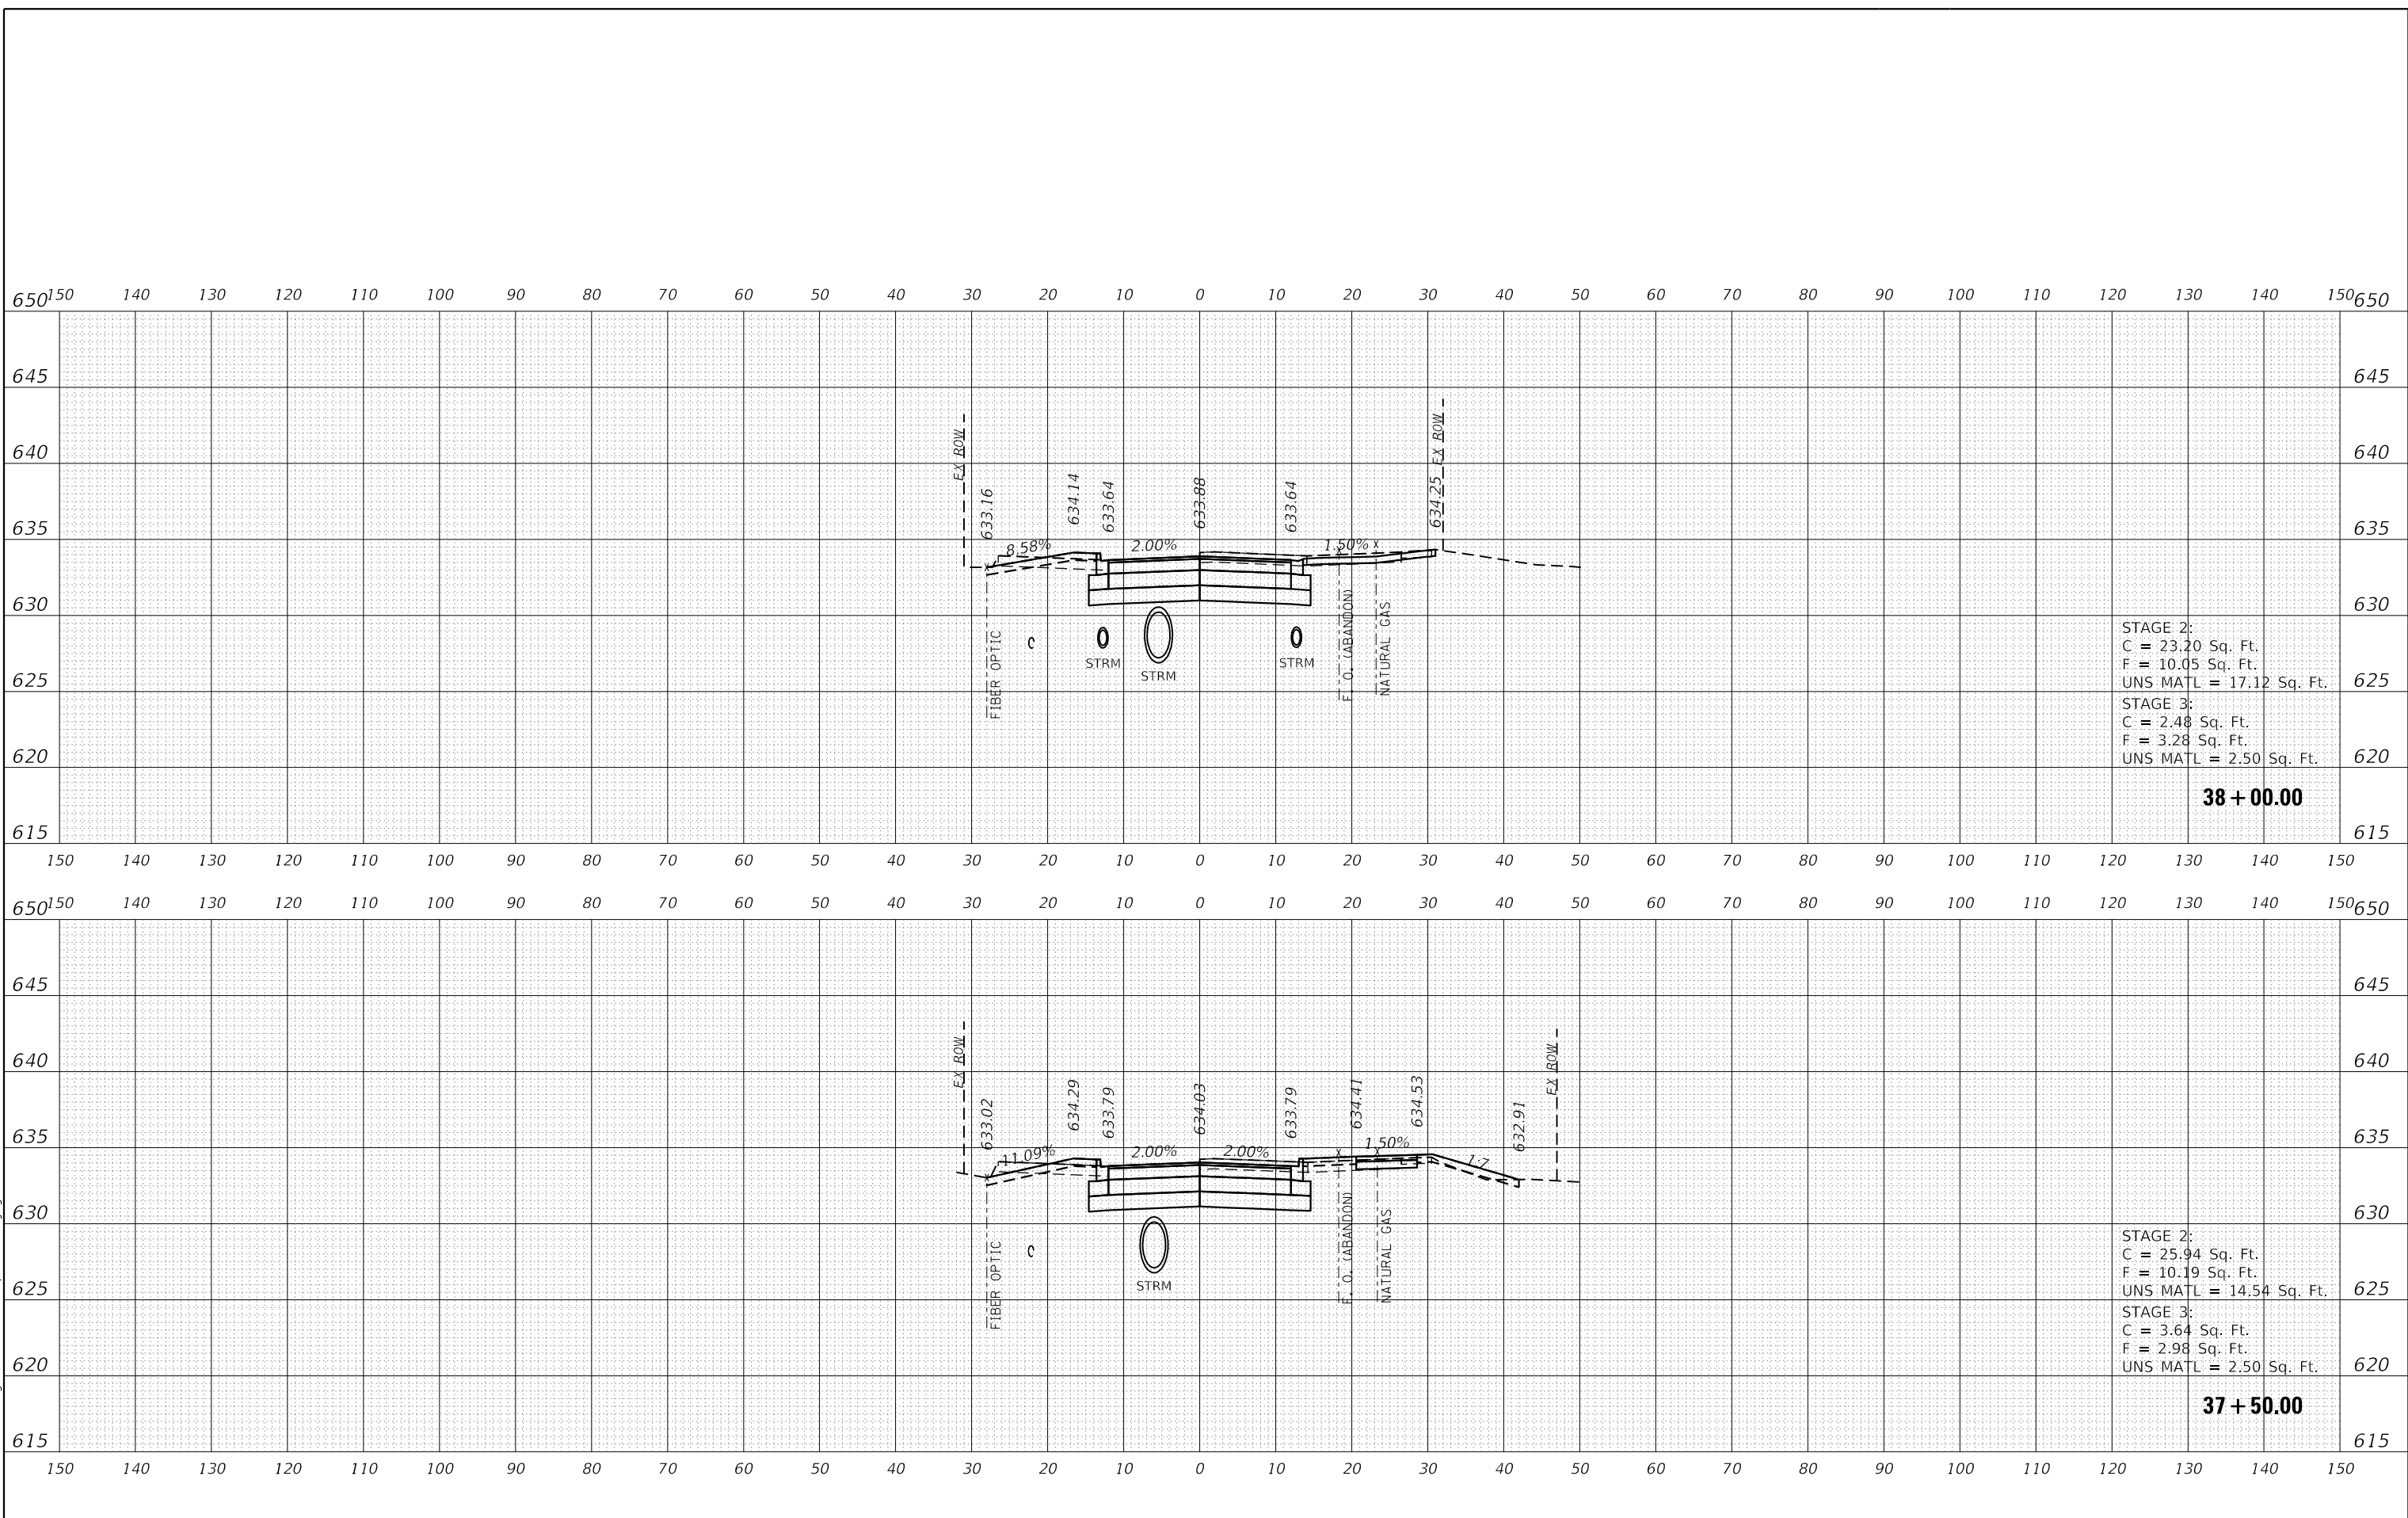 650 150 140 130 120 110 100 90 80 70 60 50 40 30 20 10 0 10 20 30 40 50 60 70 80 90 100 110 120 130 140 150 650
645 645
640 640
EX ROW
633.16
634.14
633.64
633.88
633.64
634.25
EX ROW
635 635
8.58% 2.00% 1.50%
630 630
FIBER OPTIC
STRM
STRM
STRM
F. O. (ABANDON)
NATURAL GAS
STAGE 2:
C = 23.20 Sq. Ft.
F = 10.05 Sq. Ft.
UNS MATL = 17.12 Sq. Ft.
625 625
STAGE 3:
C = 2.48 Sq. Ft.
F = 3.28 Sq. Ft.
UNS MATL = 2.50 Sq. Ft.
620 620
38+00.00
615 615
150 140 130 120 110 100 90 80 70 60 50 40 30 20 10 0 10 20 30 40 50 60 70 80 90 100 110 120 130 140 150
650 150 140 130 120 110 100 90 80 70 60 50 40 30 20 10 0 10 20 30 40 50 60 70 80 90 100 110 120 130 140 150 650
645 645
640 640
EX ROW
633.02
634.29
633.79
634.03
633.79
634.41
634.53
632.91
EX ROW
635 635
11.09% 2.00% 2.00% 1.50% 1:7
630 630
FIBER OPTIC
STRM
F. O. (ABANDON)
NATURAL GAS
STAGE 2:
C = 25.94 Sq. Ft.
F = 10.19 Sq. Ft.
UNS MATL = 14.54 Sq. Ft.
625 625
STAGE 3:
C = 3.64 Sq. Ft.
F = 2.98 Sq. Ft.
UNS MATL = 2.50 Sq. Ft.
620 620
37+50.00
615 615
150 140 130 120 110 100 90 80 70 60 50 40 30 20 10 0 10 20 30 40 50 60 70 80 90 100 110 120 130 140 150